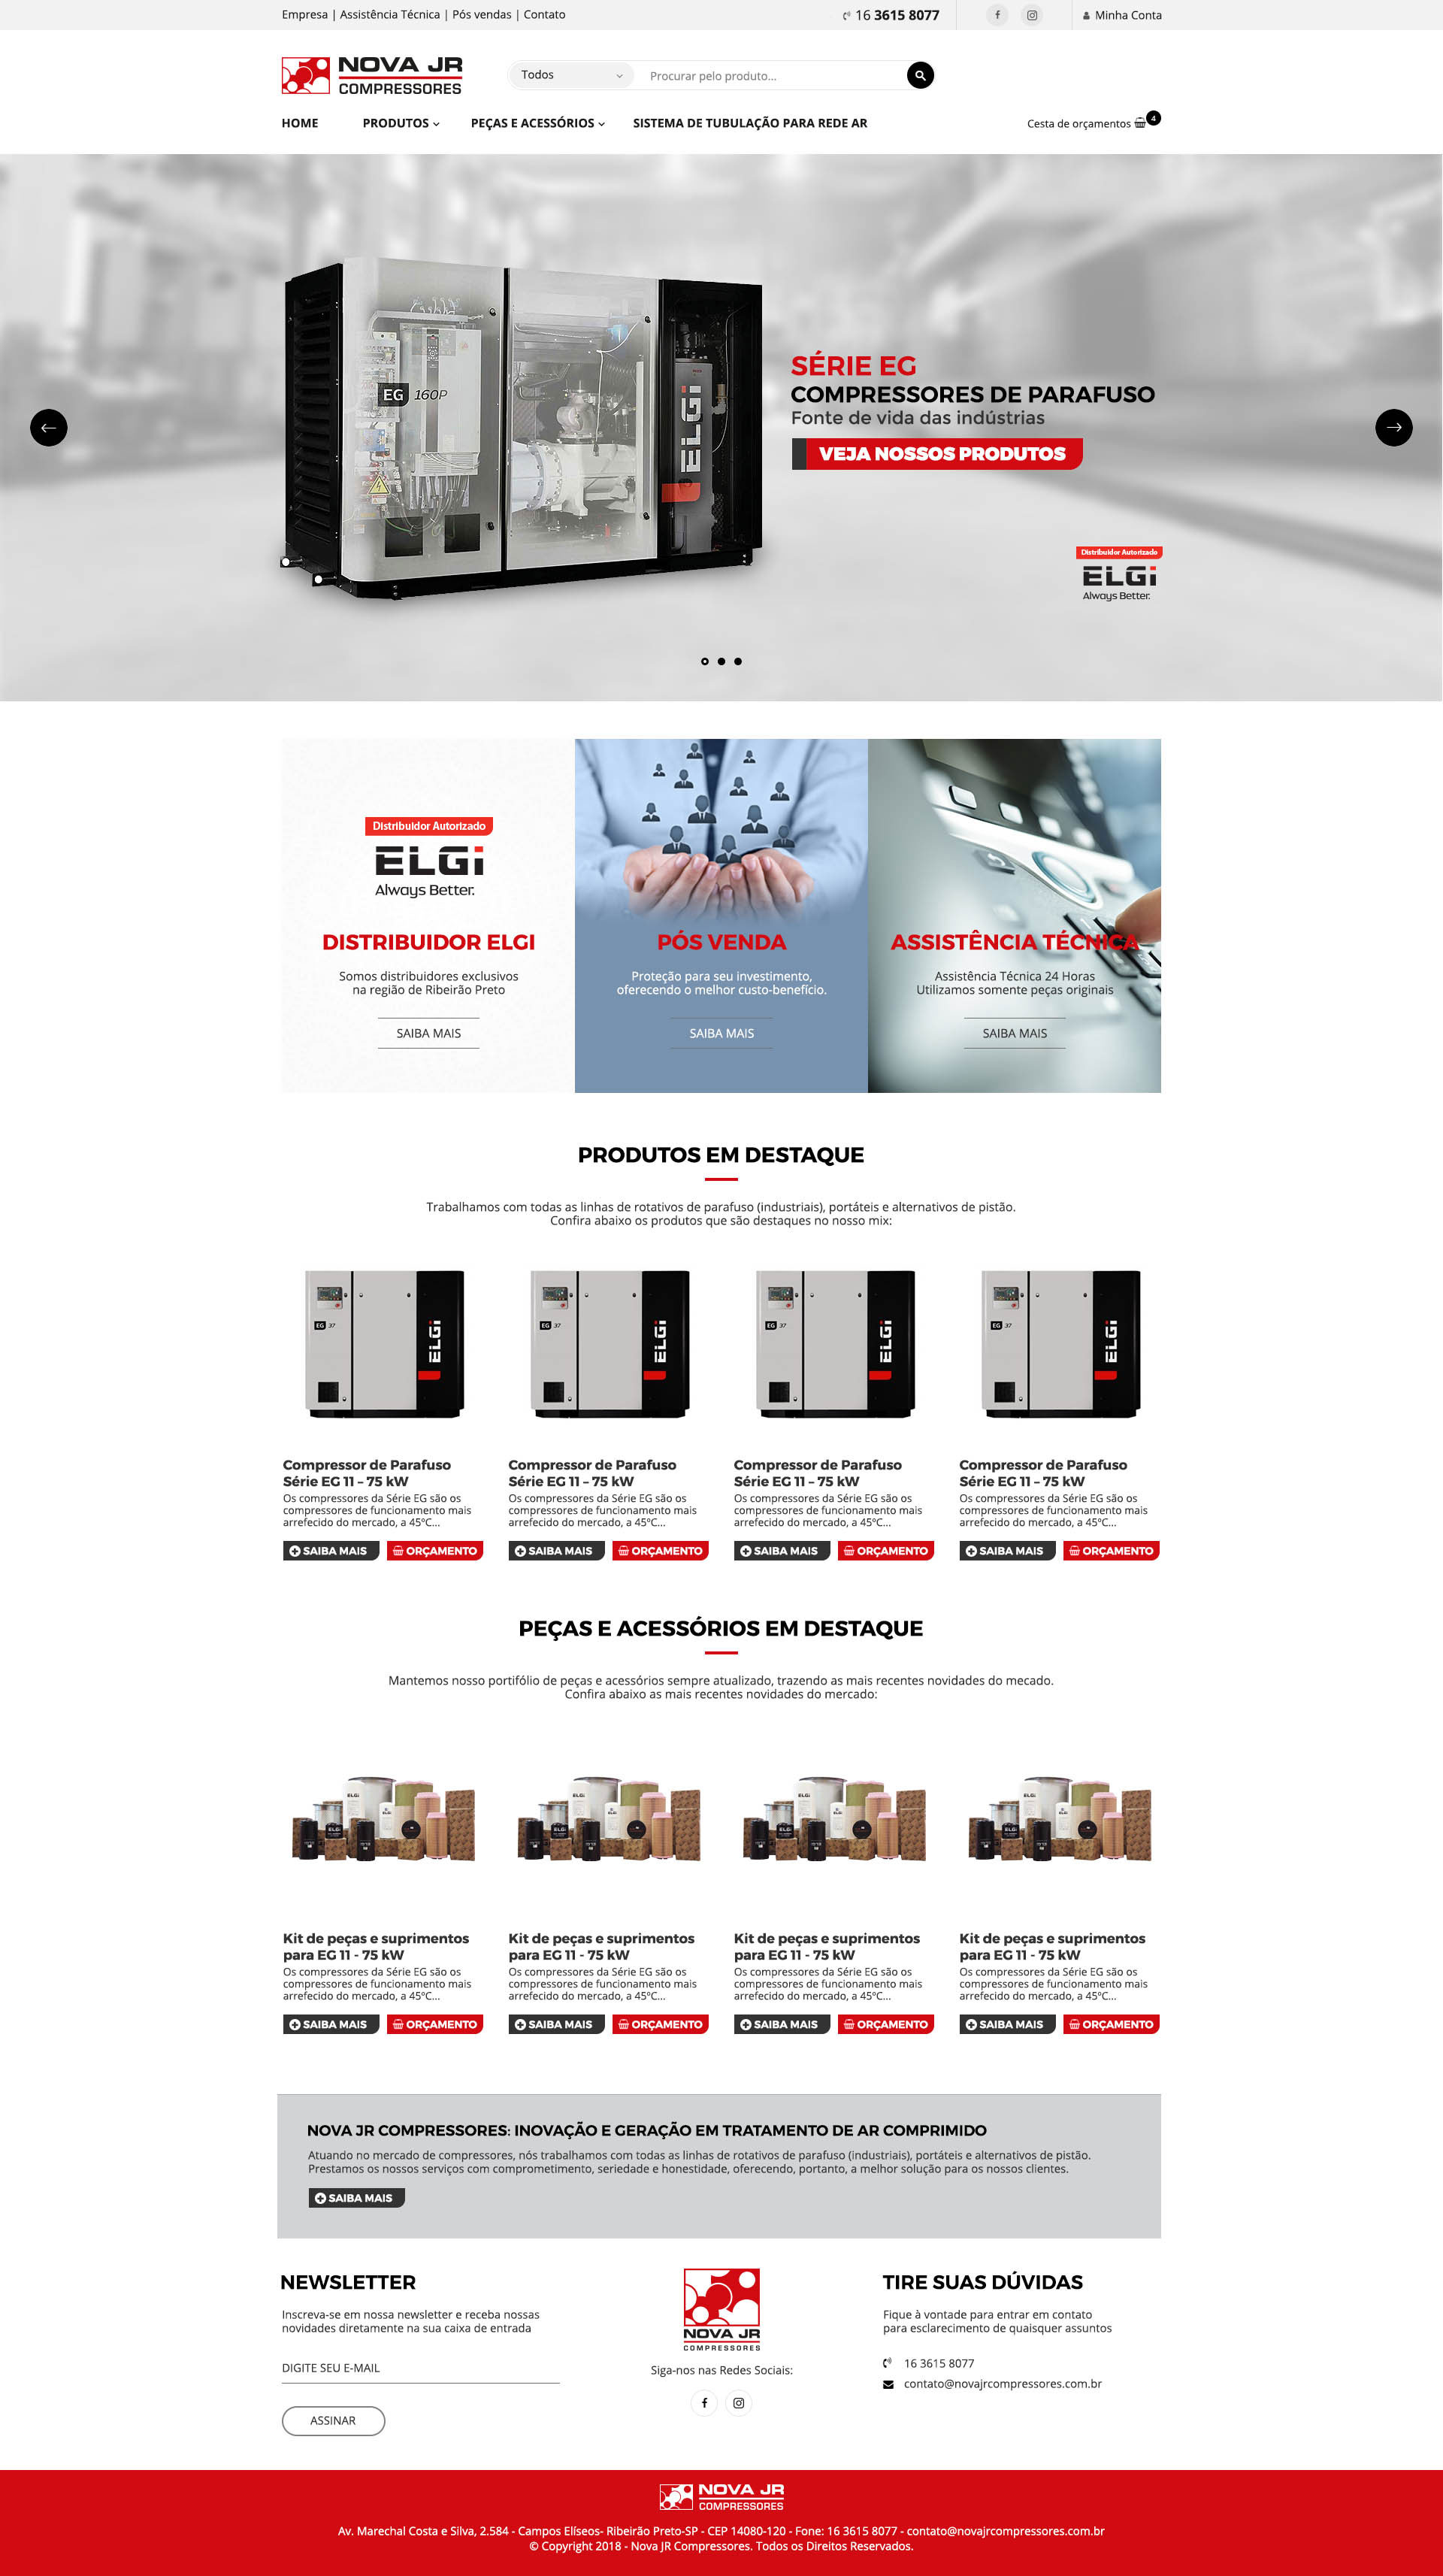 Empresa | Assistência Técnica | Pós vendas | Contato
16 3615 8077
Minha Conta
NOVA JR
COMPRESSORES
Todos
Procurar pelo produto...
HOME
PRODUTOS
PEÇAS E ACESSÓRIOS
SISTEMA DE TUBULAÇÃO PARA REDE AR
Cesta de orçamentos
4
EG 160P
ELGi
SÉRIE EG
COMPRESSORES DE PARAFUSO
Fonte de vida das indústrias
VEJA NOSSOS PRODUTOS
Distribuidor Autorizado
ELGi
Always Better.
Distribuidor Autorizado
ELGi
Always Better.
DISTRIBUIDOR ELGI
Somos distribuidores exclusivos
na região de Ribeirão Preto
SAIBA MAIS
PÓS VENDA
Proteção para seu investimento,
oferecendo o melhor custo-benefício.
SAIBA MAIS
ASSISTÊNCIA TÉCNICA
Assistência Técnica 24 Horas
Utilizamos somente peças originais
SAIBA MAIS
PRODUTOS EM DESTAQUE
Trabalhamos com todas as linhas de rotativos de parafuso (industriais), portáteis e alternativos de pistão.
Confira abaixo os produtos que são destaques no nosso mix:
EG 37
ELGi
Compressor de Parafuso
Série EG 11 – 75 kW
Os compressores da Série EG são os
compressores de funcionamento mais
arrefecido do mercado, a 45ºC...
SAIBA MAIS
ORÇAMENTO
EG 37
ELGi
Compressor de Parafuso
Série EG 11 – 75 kW
Os compressores da Série EG são os
compressores de funcionamento mais
arrefecido do mercado, a 45ºC...
SAIBA MAIS
ORÇAMENTO
EG 37
ELGi
Compressor de Parafuso
Série EG 11 – 75 kW
Os compressores da Série EG são os
compressores de funcionamento mais
arrefecido do mercado, a 45ºC...
SAIBA MAIS
ORÇAMENTO
EG 37
ELGi
Compressor de Parafuso
Série EG 11 – 75 kW
Os compressores da Série EG são os
compressores de funcionamento mais
arrefecido do mercado, a 45ºC...
SAIBA MAIS
ORÇAMENTO
PEÇAS E ACESSÓRIOS EM DESTAQUE
Mantemos nosso portifólio de peças e acessórios sempre atualizado, trazendo as mais recentes novidades do mecado.
Confira abaixo as mais recentes novidades do mercado:
Kit de peças e suprimentos
para EG 11 - 75 kW
Os compressores da Série EG são os
compressores de funcionamento mais
arrefecido do mercado, a 45ºC...
SAIBA MAIS
ORÇAMENTO
Kit de peças e suprimentos
para EG 11 - 75 kW
Os compressores da Série EG são os
compressores de funcionamento mais
arrefecido do mercado, a 45ºC...
SAIBA MAIS
ORÇAMENTO
Kit de peças e suprimentos
para EG 11 - 75 kW
Os compressores da Série EG são os
compressores de funcionamento mais
arrefecido do mercado, a 45ºC...
SAIBA MAIS
ORÇAMENTO
Kit de peças e suprimentos
para EG 11 - 75 kW
Os compressores da Série EG são os
compressores de funcionamento mais
arrefecido do mercado, a 45ºC...
SAIBA MAIS
ORÇAMENTO
NOVA JR COMPRESSORES: INOVAÇÃO E GERAÇÃO EM TRATAMENTO DE AR COMPRIMIDO
Atuando no mercado de compressores, nós trabalhamos com todas as linhas de rotativos de parafuso (industriais), portáteis e alternativos de pistão.
Prestamos os nossos serviços com comprometimento, seriedade e honestidade, oferecendo, portanto, a melhor solução para os nossos clientes.
SAIBA MAIS
NEWSLETTER
Inscreva-se em nossa newsletter e receba nossas
novidades diretamente na sua caixa de entrada
DIGITE SEU E-MAIL
ASSINAR
NOVA JR
COMPRESSORES
Siga-nos nas Redes Sociais:
TIRE SUAS DÚVIDAS
Fique à vontade para entrar em contato
para esclarecimento de quaisquer assuntos
16 3615 8077
contato@novajrcompressores.com.br
NOVA JR
COMPRESSORES
Av. Marechal Costa e Silva, 2.584 - Campos Elíseos- Ribeirão Preto-SP - CEP 14080-120 - Fone: 16 3615 8077 - contato@novajrcompressores.com.br
© Copyright 2018 - Nova JR Compressores. Todos os Direitos Reservados.